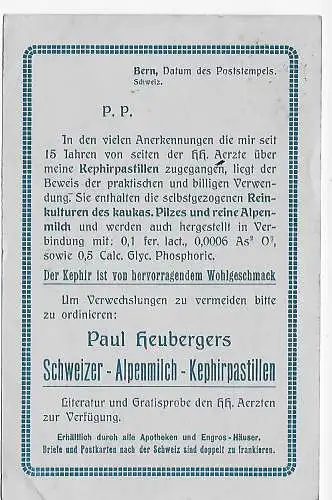 Bern, Datum des Poststempels.
Schweiz.
P. P.
In den vielen Anerkennungen die mir seit
15 Jahren von seiten der HH. Aerzte über
meine Kephirpastillen zugegangen, liegt der
Beweis der praktischen und billigen Verwen-
dung. Sie enthalten die selbstgezogenen Rein-
kulturen des kaukas. Pilzes und reine Alpen-
milch und werden auch hergestellt in Ver-
bindung mit: 0,1 fer. lact., 0,0006 As² O³,
sowie 0,5 Calc. Glyc. Phosphoric.
Der Kephir ist von hervorragendem Wohlgeschmack
Um Verwechslungen zu vermeiden bitte
zu ordinieren:
Paul Heubergers
Schweizer - Alpenmilch - Kephirpastillen
Literatur und Gratisprobe den HH. Aerzten
zur Verfügung.
Erhältlich durch alle Apotheken und Engros-Häuser.
Briefe und Postkarten nach der Schweiz sind doppelt zu frankieren.